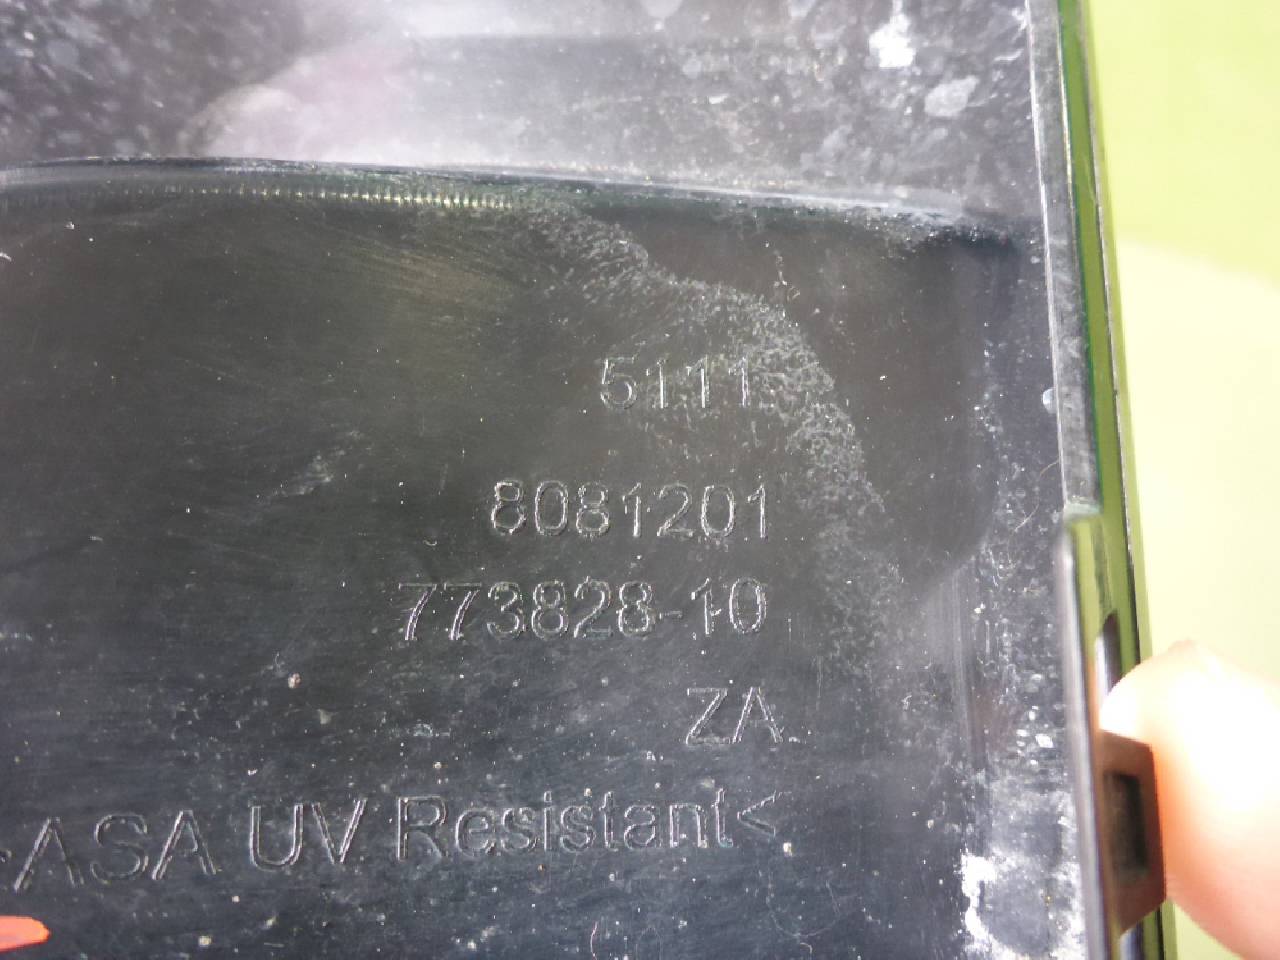 5111
8081201
773828-10
ZA
>ASA UV Resistant<